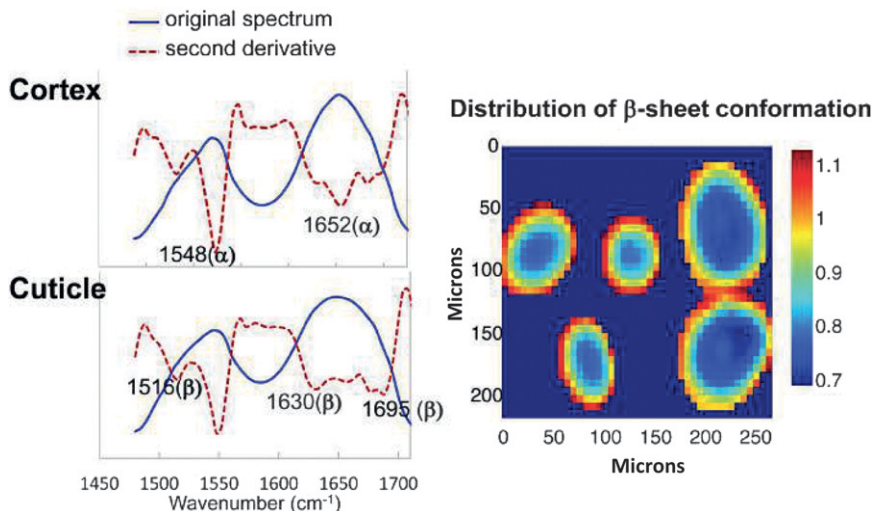 original spectrum
second derivative
Cortex
1548(α)
1652(α)
Cuticle
1516(β)
1630(β)
1695 (β)
1450 1500 1550 1600 1650 1700
Wavenumber (cm⁻¹)
Distribution of β-sheet conformation
0
50
100
150
200
Microns
0 50 100 150 200 250
Microns
1.1
1
0.9
0.8
0.7